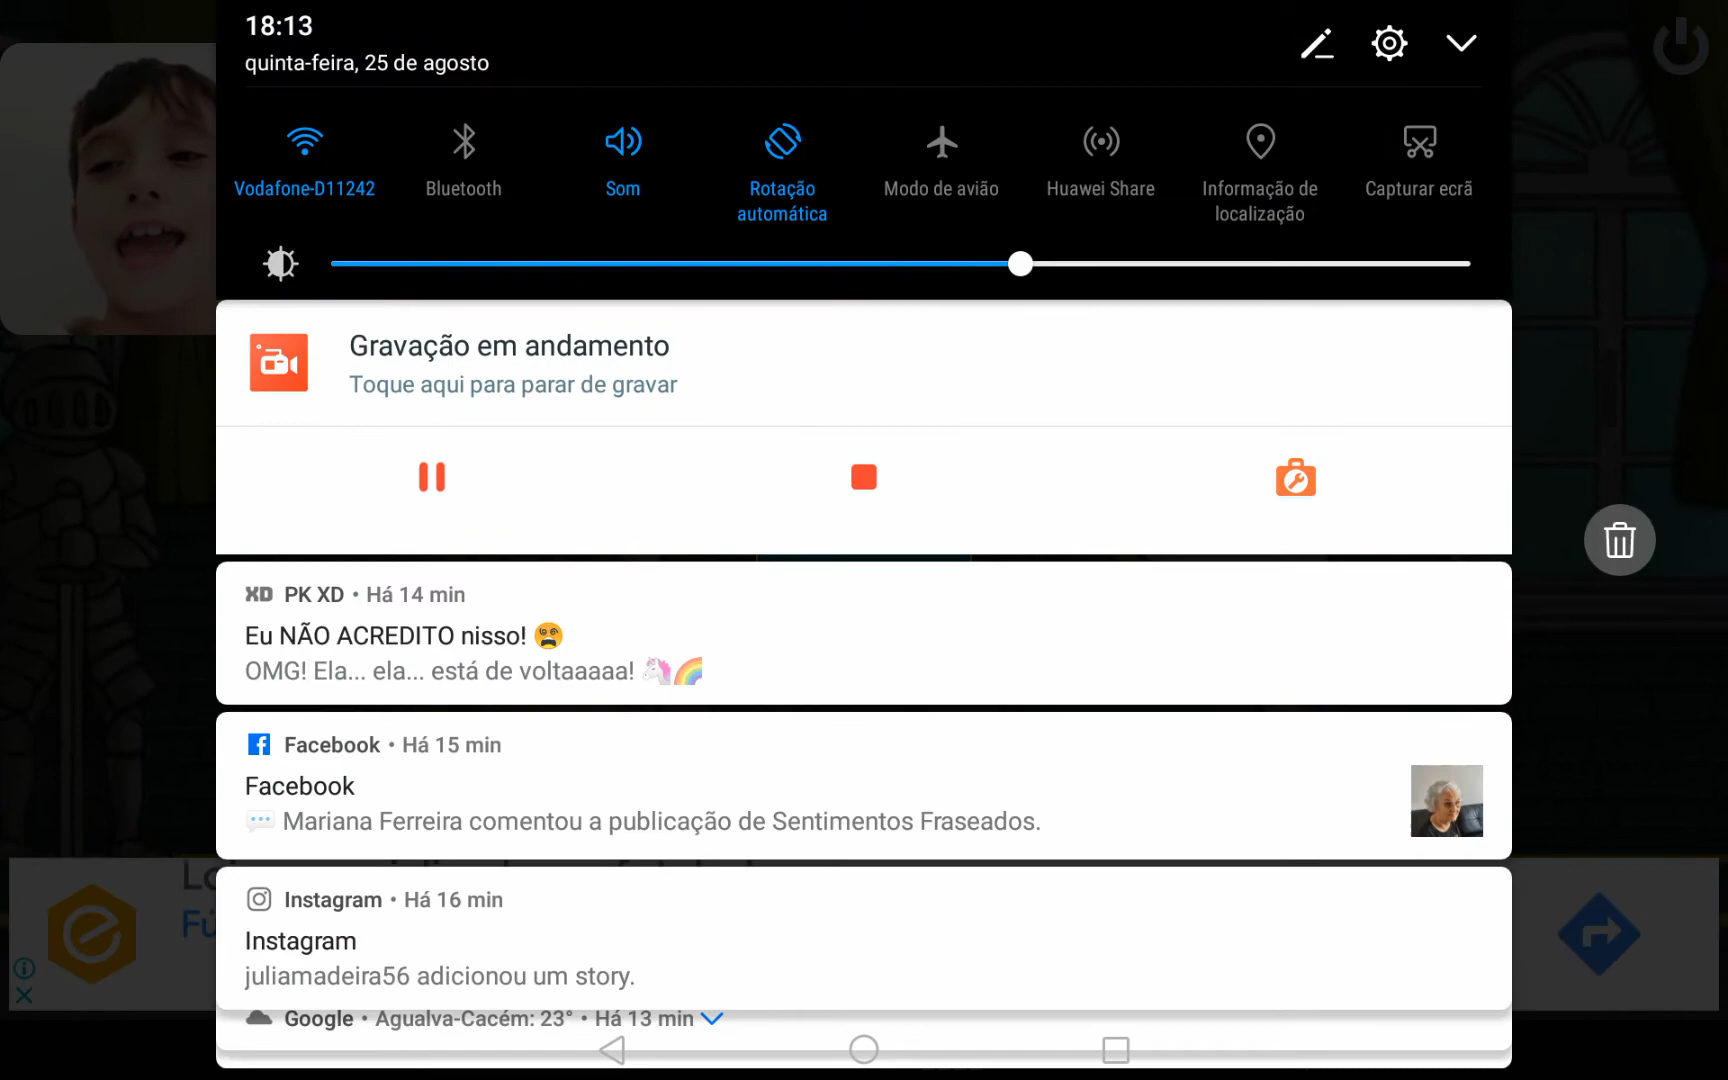 18:13
quinta-feira, 25 de agosto
Vodafone-D11242
Bluetooth
Som
Rotação
automática
Modo de avião
Huawei Share
Informação de
localização
Capturar ecrã
Gravação em andamento
Toque aqui para parar de gravar
XD PK XD • Há 14 min
Eu NÃO ACREDITO nisso! 😵
OMG! Ela... ela... está de voltaaaaa! 🦄🌈
Facebook • Há 15 min
Facebook
💬 Mariana Ferreira comentou a publicação de Sentimentos Fraseados.
Instagram • Há 16 min
Instagram
juliamadeira56 adicionou um story.
Google • Agualva-Cacém: 23° • Há 13 min